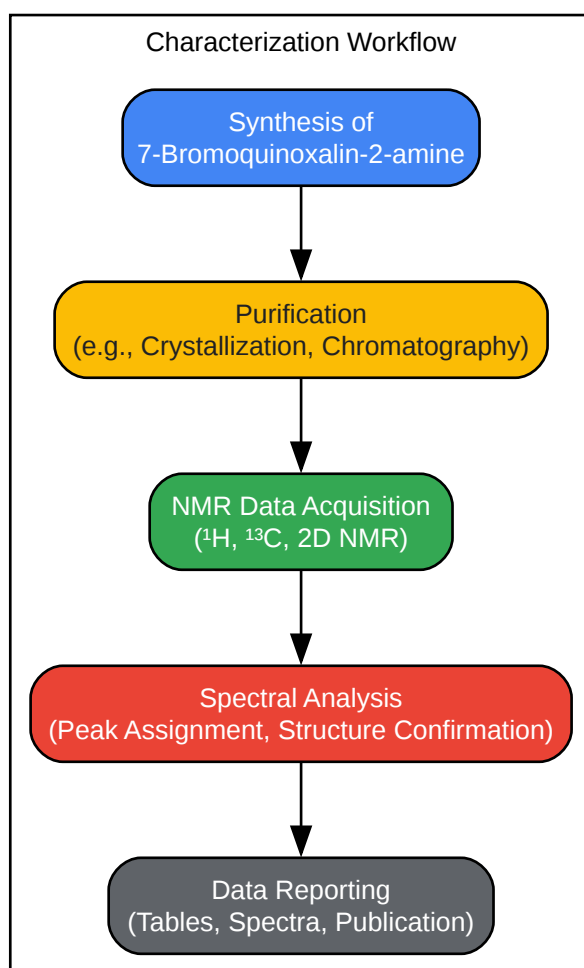 Characterization Workflow
Synthesis of
7-Bromoquinoxalin-2-amine
Purification
(e.g., Crystallization, Chromatography)
NMR Data Acquisition
(¹H, ¹³C, 2D NMR)
Spectral Analysis
(Peak Assignment, Structure Confirmation)
Data Reporting
(Tables, Spectra, Publication)